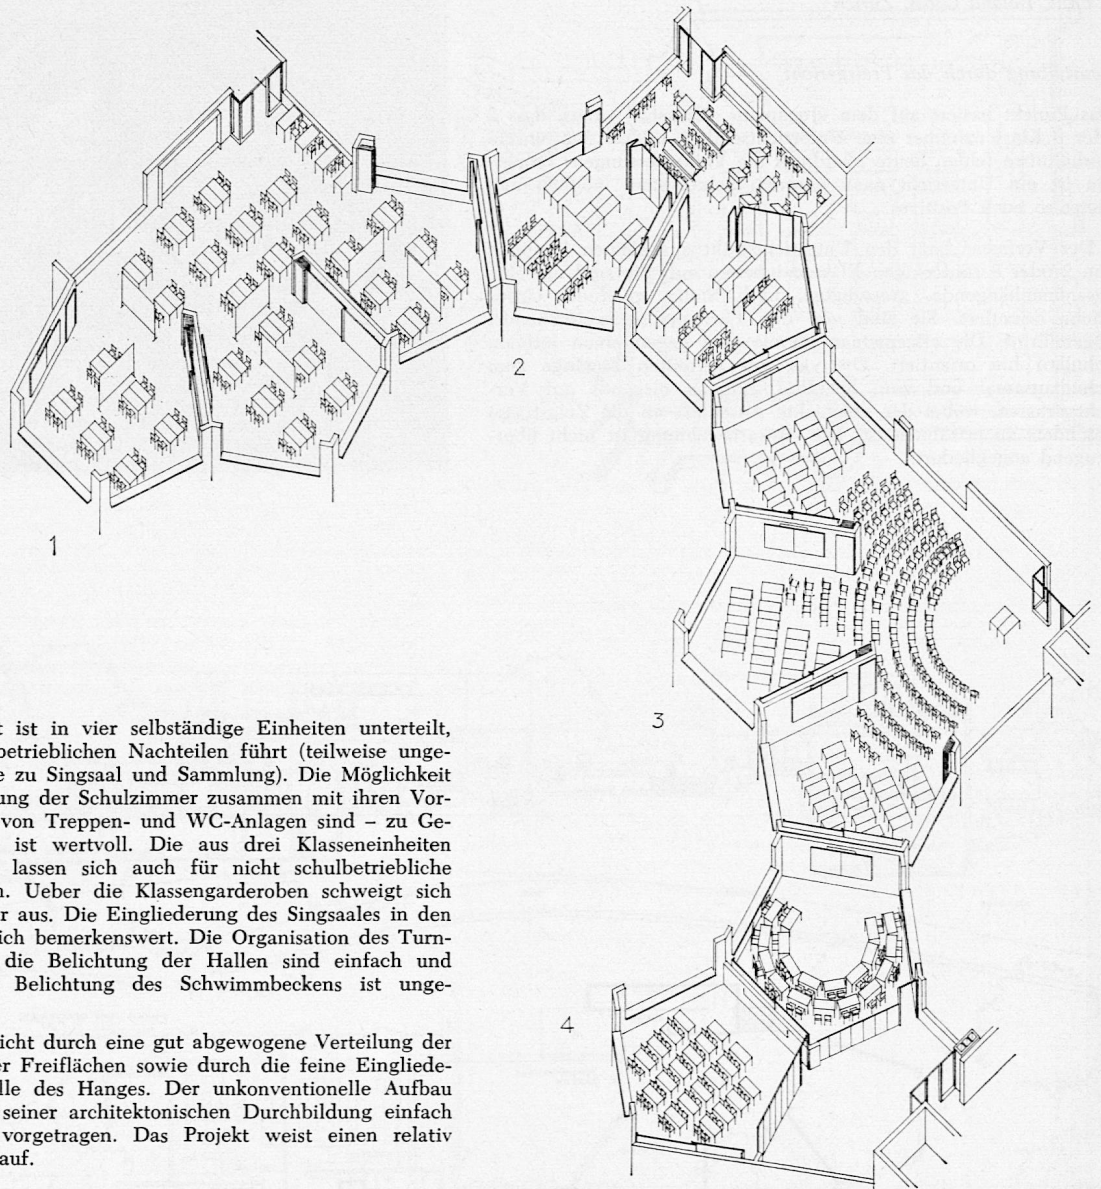 1
2
3
4
t ist in vier selbständige Einheiten unterteilt,
betrieblichen Nachteilen führt (teilweise unge-
e zu Singsaal und Sammlung). Die Möglichkeit
ung der Schulzimmer zusammen mit ihren Vor-
von Treppen- und WC-Anlagen sind – zu Ge-
ist wertvoll. Die aus drei Klasseneinheiten
lassen sich auch für nicht schulbetriebliche
n. Ueber die Klassengarderoben schweigt sich
r aus. Die Eingliederung des Singsaales in den
ich bemerkenswert. Die Organisation des Turn-
die Belichtung der Hallen sind einfach und
Belichtung des Schwimmbeckens ist unge-
icht durch eine gut abgewogene Verteilung der
er Freiflächen sowie durch die feine Eingliede-
lle des Hanges. Der unkonventionelle Aufbau
seiner architektonischen Durchbildung einfach
vorgetragen. Das Projekt weist einen relativ
auf.